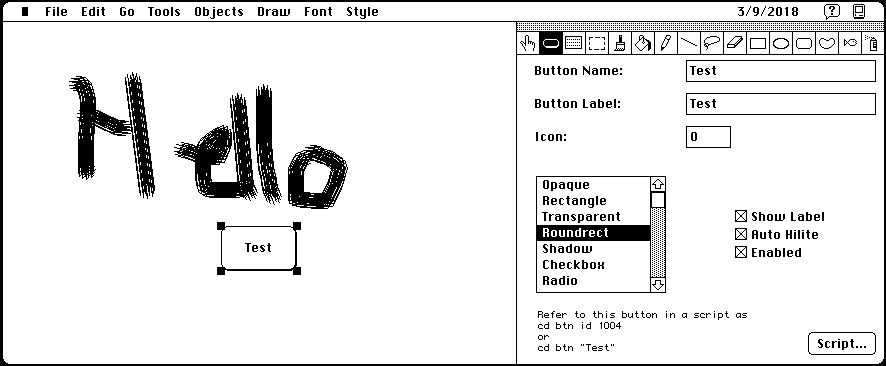 File Edit Go Tools Objects Draw Font Style 3/9/2018
Hello
Test
Button Name: Test
Button Label: Test
Icon: 0
Opaque
Rectangle
Transparent
Roundrect
Shadow
Checkbox
Radio
Show Label
Auto Hilite
Enabled
Refer to this button in a script as
cd btn id 1004
or
cd btn "Test"
Script...